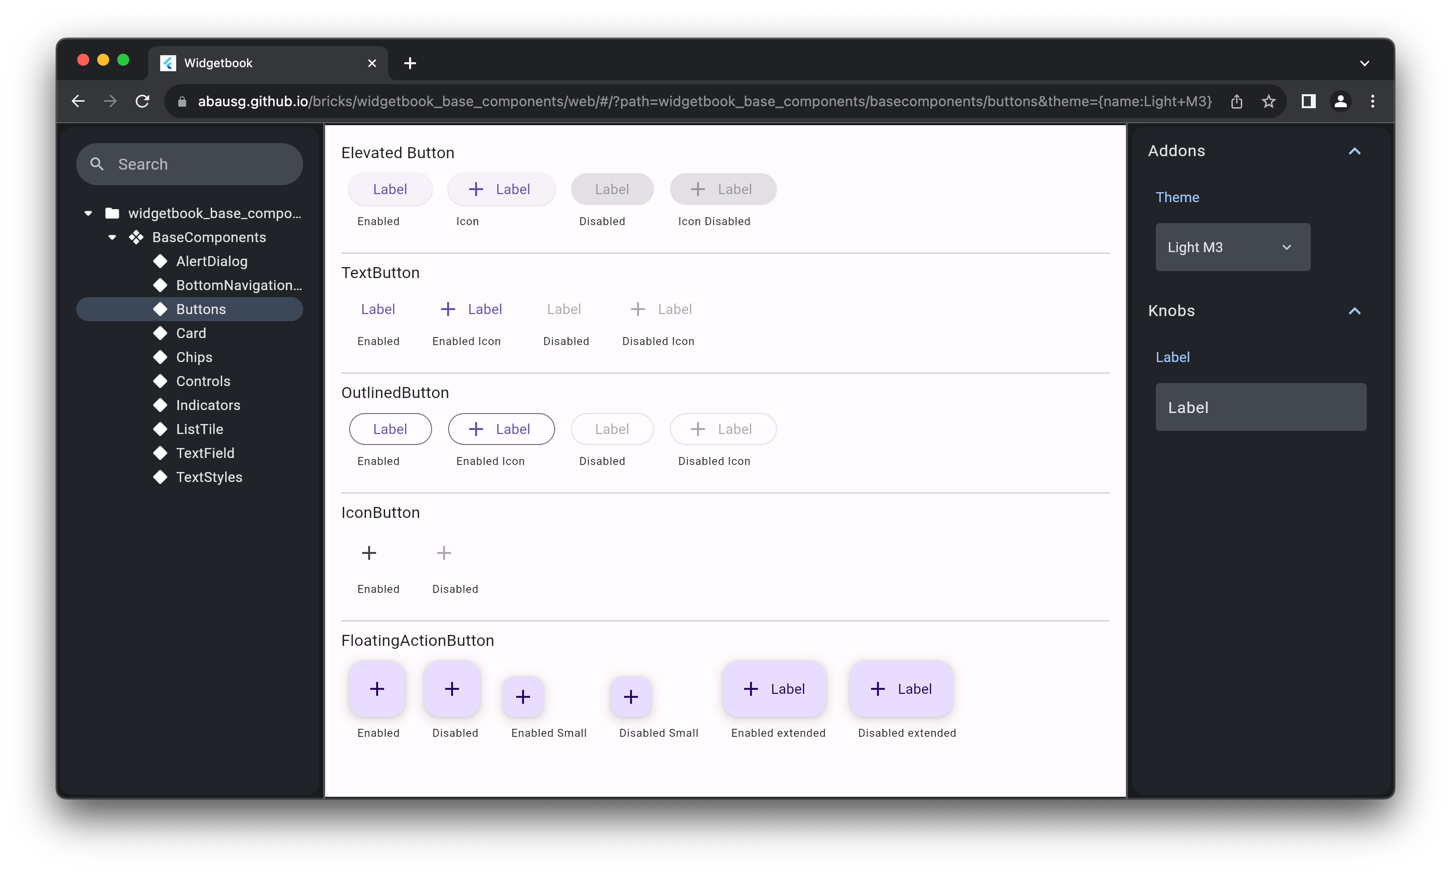 Widgetbook
abausg.github.io/bricks/widgetbook_base_components/web/#/?path=widgetbook_base_components/basecomponents/buttons&theme={name:Light+M3}
Search
widgetbook_base_compo...
BaseComponents
AlertDialog
BottomNavigation...
Buttons
Card
Chips
Controls
Indicators
ListTile
TextField
TextStyles
Elevated Button
Label Label Label Label
Enabled Icon Disabled Icon Disabled
TextButton
Label Label Label Label
Enabled Enabled Icon Disabled Disabled Icon
OutlinedButton
Label Label Label Label
Enabled Enabled Icon Disabled Disabled Icon
IconButton
Enabled Disabled
FloatingActionButton
Label Label
Enabled Disabled Enabled Small Disabled Small Enabled extended Disabled extended
Addons
Theme
Light M3
Knobs
Label
Label